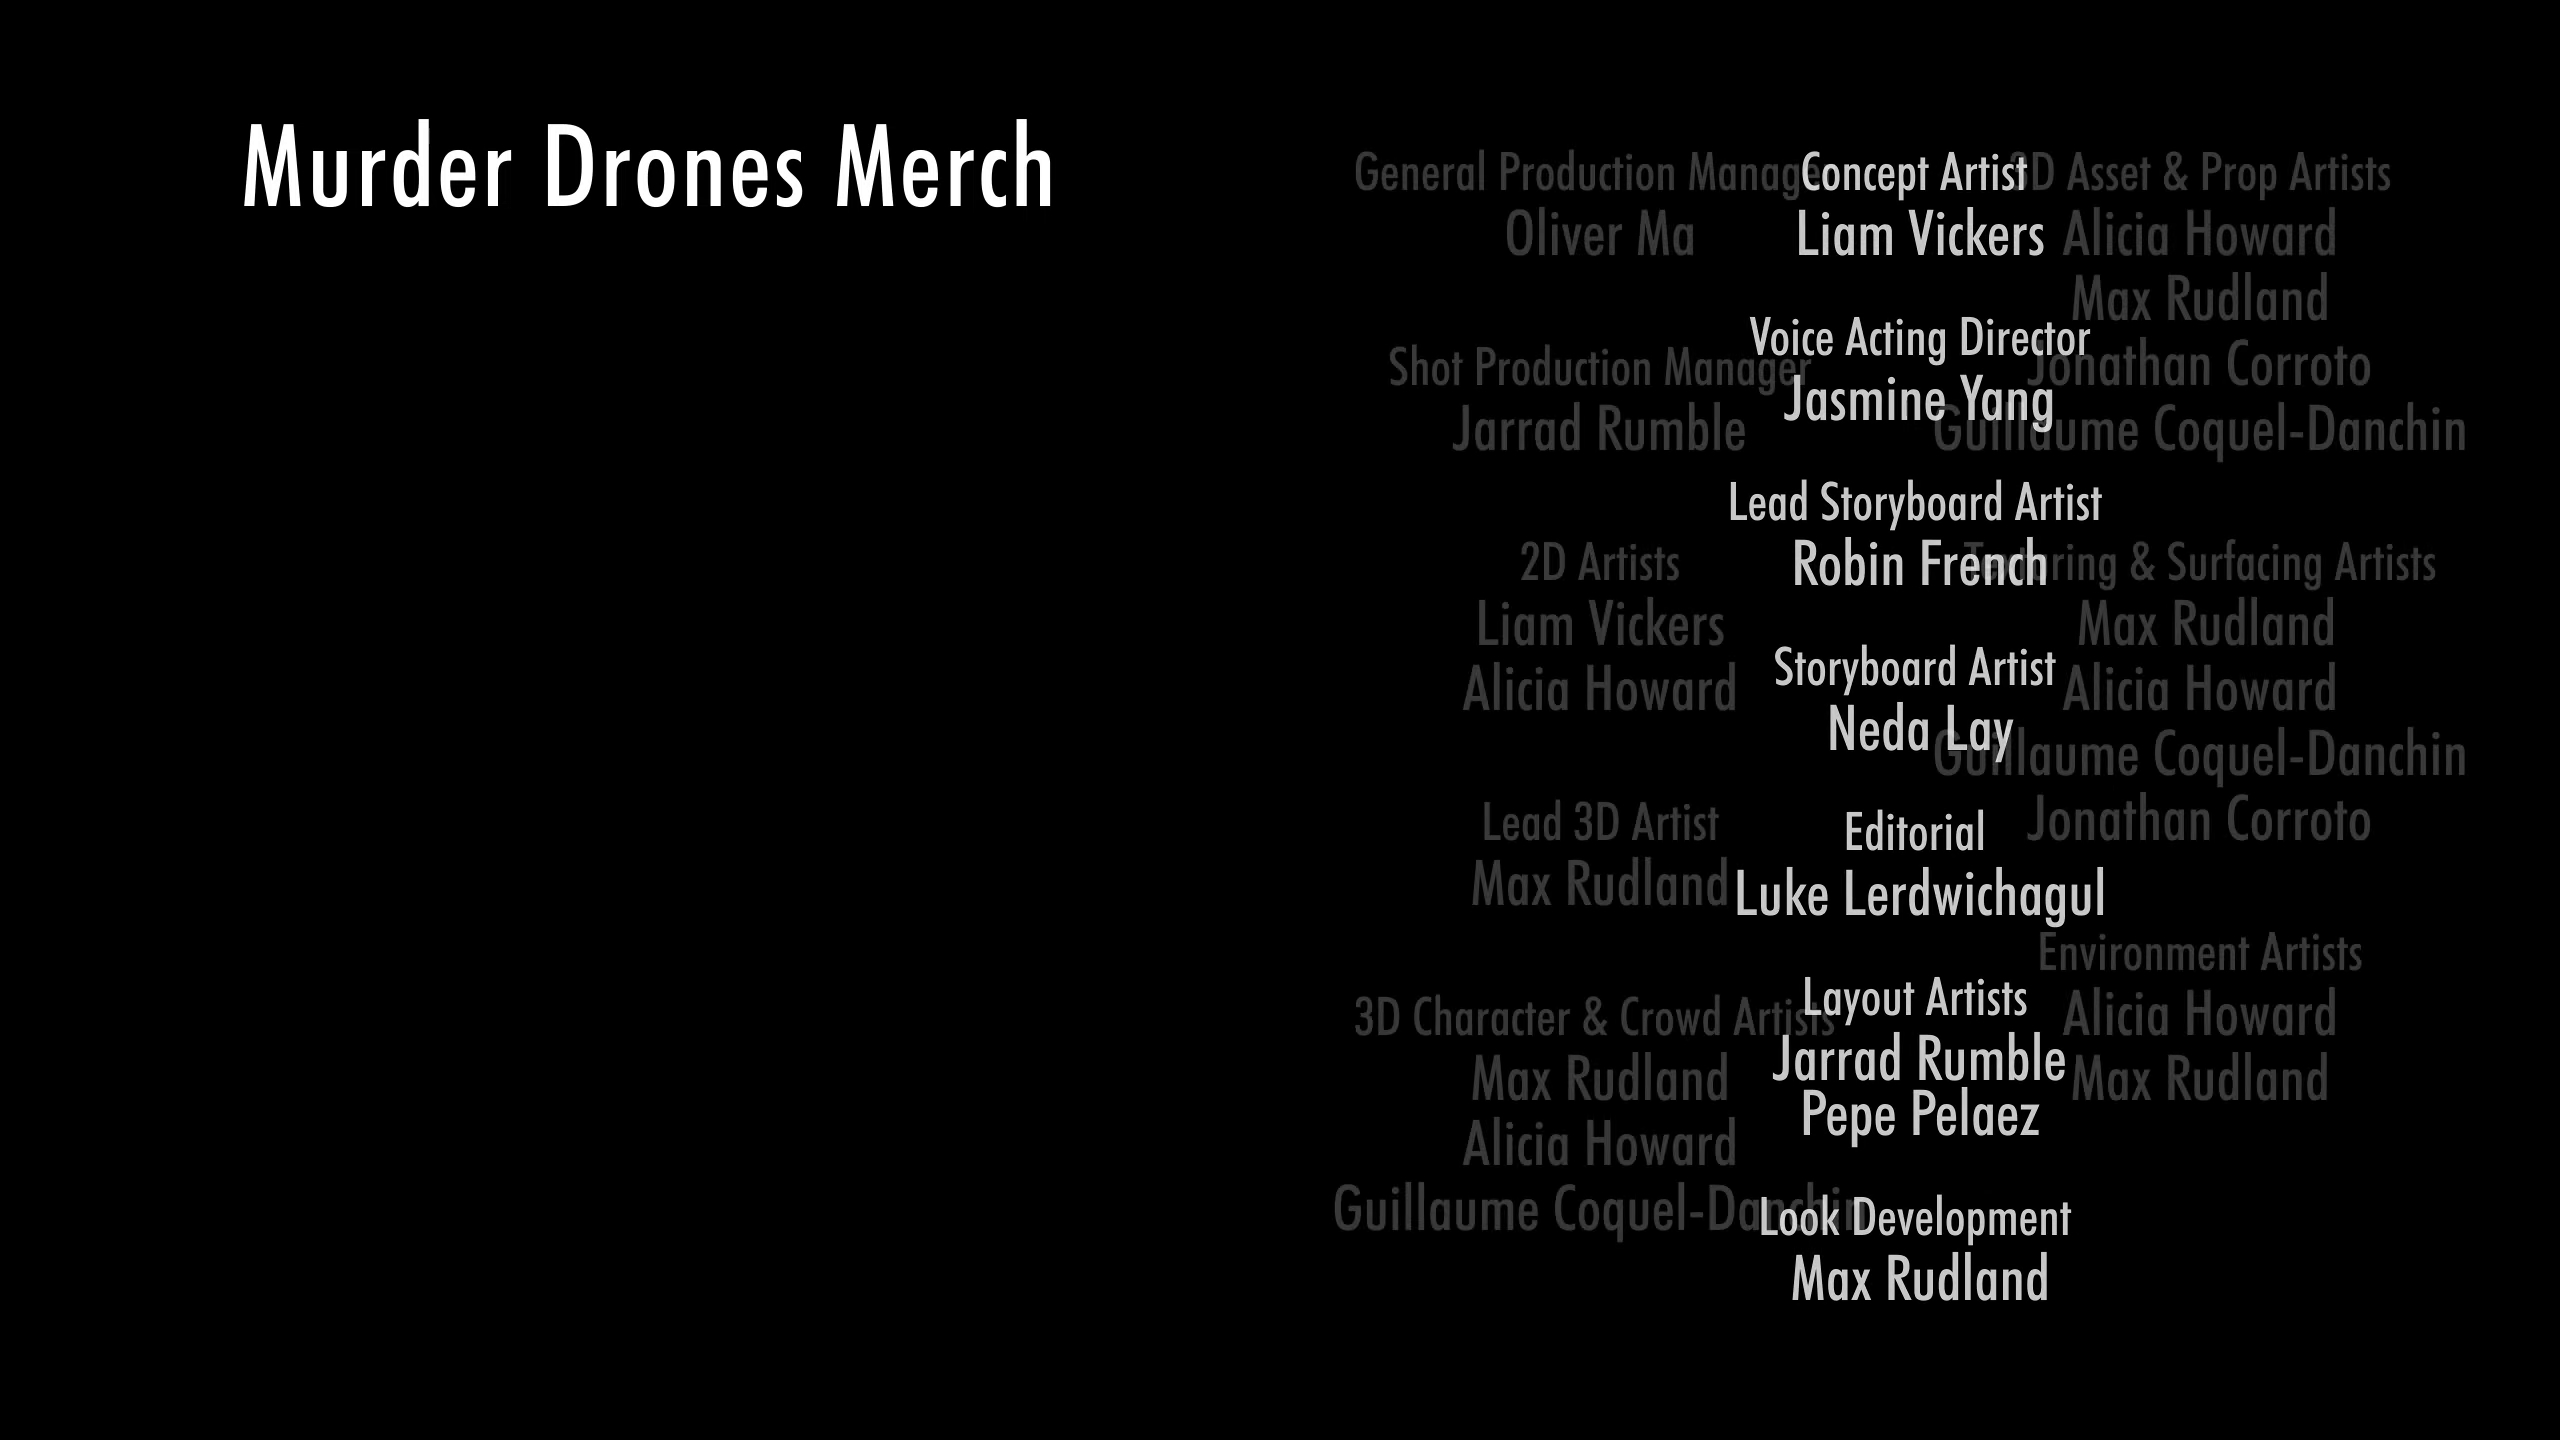 Murder Drones Merch
Concept Artist
Liam Vickers
Voice Acting Director
Jasmine Yang
Lead Storyboard Artist
Robin French
Storyboard Artist
Neda Lay
Editorial
Luke Lerdwichagul
Layout Artists
Jarrad Rumble
Pepe Pelaez
Look Development
Max Rudland
General Production Manager
Oliver Ma
Shot Production Manager
Jarrad Rumble
2D Artists
Liam Vickers
Alicia Howard
Lead 3D Artist
Max Rudland
3D Character & Crowd Artists
Max Rudland
Alicia Howard
Guillaume Coquel-Danchin
3D Asset & Prop Artists
Alicia Howard
Max Rudland
Jonathan Corroto
Guillaume Coquel-Danchin
Texturing & Surfacing Artists
Max Rudland
Alicia Howard
Guillaume Coquel-Danchin
Jonathan Corroto
Environment Artists
Alicia Howard
Max Rudland